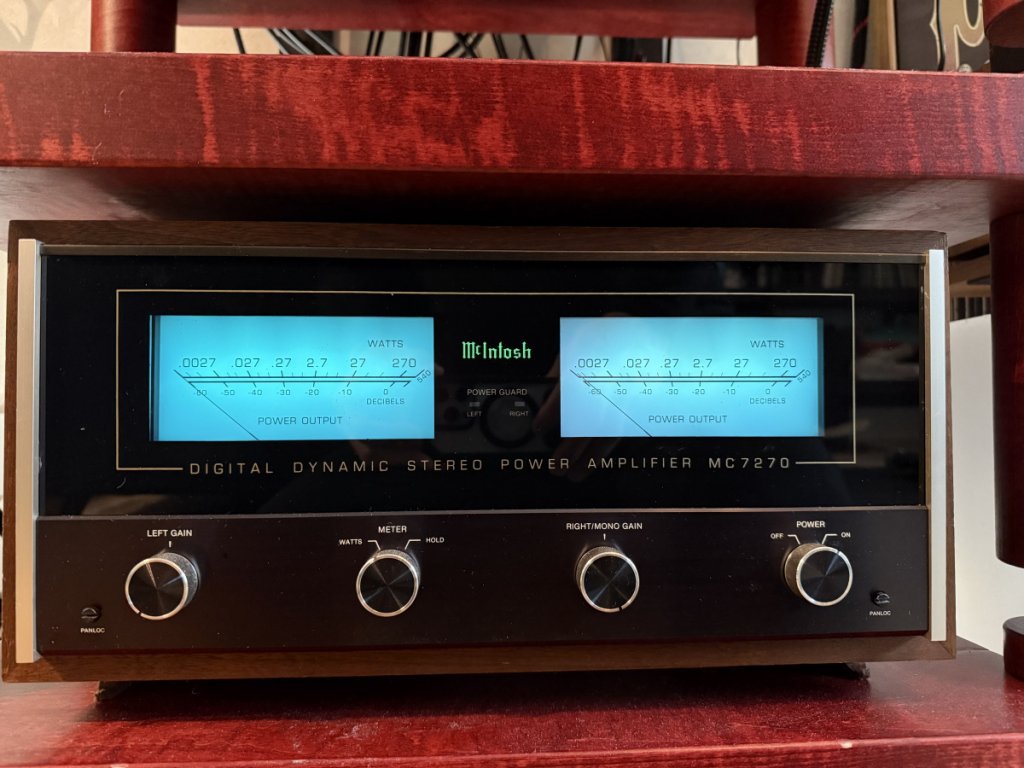 WATTS
.0027 .027 .27 2.7 27 270
540
-60 -50 -40 -30 -20 -10 0
DECIBELS
POWER OUTPUT
McIntosh
POWER GUARD
LEFT RIGHT
WATTS
.0027 .027 .27 2.7 27 270
540
-60 -50 -40 -30 -20 -10 0
DECIBELS
POWER OUTPUT
DIGITAL DYNAMIC STEREO POWER AMPLIFIER MC7270
LEFT GAIN
METER
WATTS HOLD
RIGHT/MONO GAIN
POWER
OFF ON
PANLOC
PANLOC